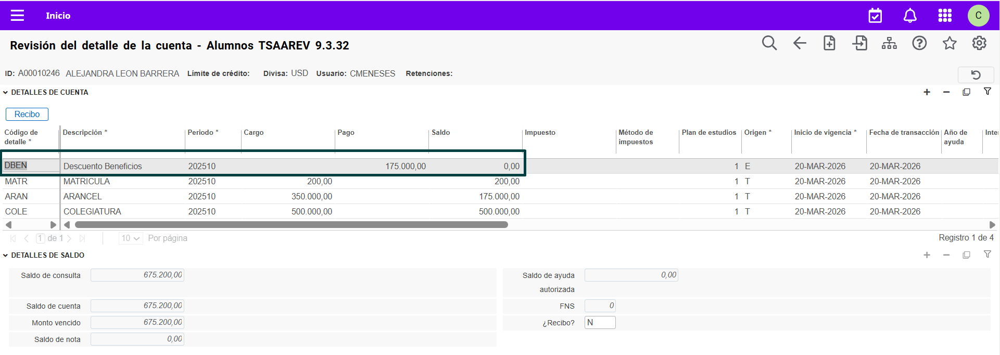 Inicio
C
Revisión del detalle de la cuenta - Alumnos TSAAREV 9.3.32
ID: A00010246 ALEJANDRA LEON BARRERA Límite de crédito: Divisa: USD Usuario: CMENESES Retenciones:
DETALLES DE CUENTA
Recibo
Código de detalle * Descripción * Periodo * Cargo Pago Saldo Impuesto Método de impuestos Plan de estudios Origen * Inicio de vigencia * Fecha de transacción Año de ayuda Inte
DBEN Descuento Beneficios 202510 175.000,00 0,00 1 E 20-MAR-2026 20-MAR-2026
MATR MATRICULA 202510 200,00 200,00 1 T 20-MAR-2026 20-MAR-2026
ARAN ARANCEL 202510 350.000,00 175.000,00 1 T 20-MAR-2026 20-MAR-2026
COLE COLEGIATURA 202510 500.000,00 500.000,00 1 T 20-MAR-2026 20-MAR-2026
1 de 1 10 Por página Registro 1 de 4
DETALLES DE SALDO
Saldo de consulta 675.200,00 Saldo de ayuda autorizada 0,00
Saldo de cuenta 675.200,00 FNS 0
Monto vencido 675.200,00 ¿Recibo? N
Saldo de nota 0,00